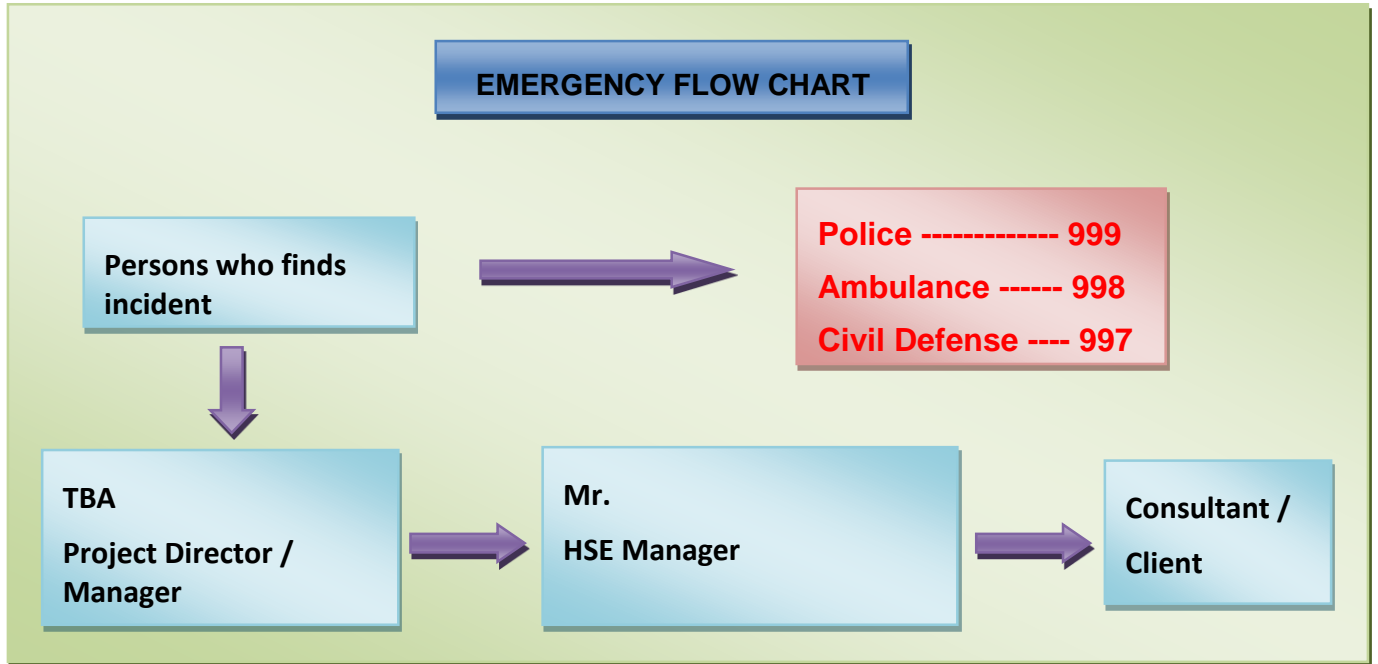 EMERGENCY FLOW CHART
Persons who finds
incident
Police ------------- 999
Ambulance ------ 998
Civil Defense ---- 997
TBA
Project Director /
Manager
Mr.
HSE Manager
Consultant /
Client